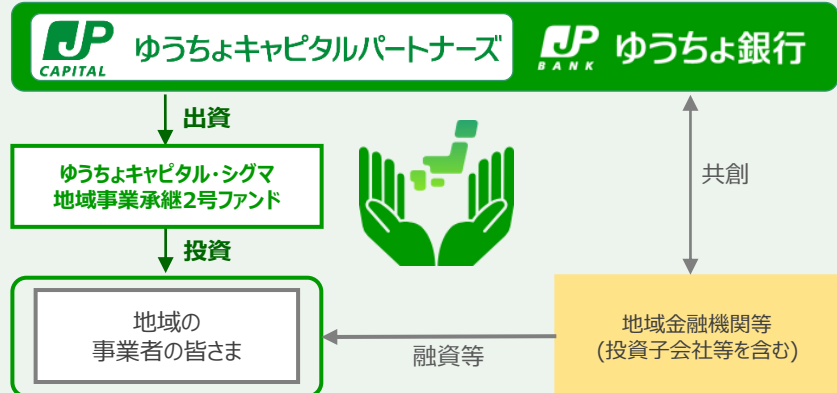 JP
CAPITAL
ゆうちょキャピタルパートナーズ
JP
BANK
ゆうちょ銀行
出資
ゆうちょキャピタル・シグマ
地域事業承継2号ファンド
共創
投資
地域の
事業者の皆さま
融資等
地域金融機関等
(投資子会社等を含む)